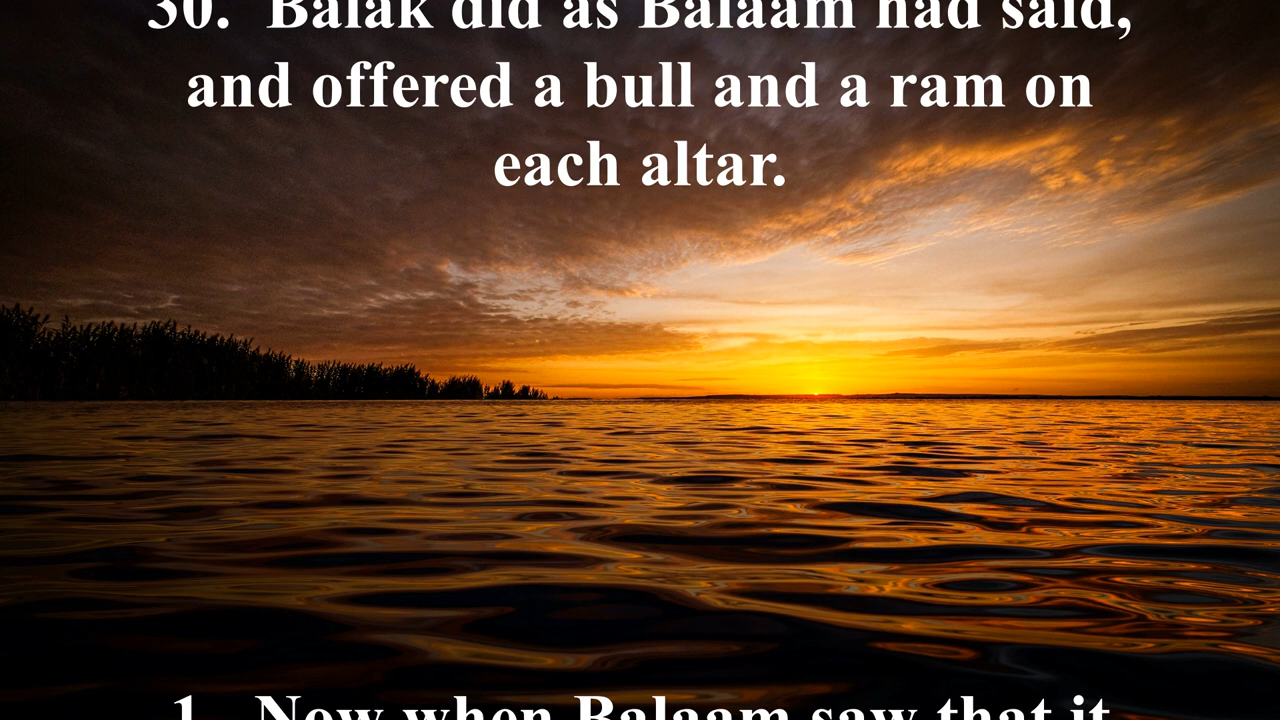 30. Balak did as Balaam had said,
and offered a bull and a ram on
each altar.
1. Now when Balaam saw that it